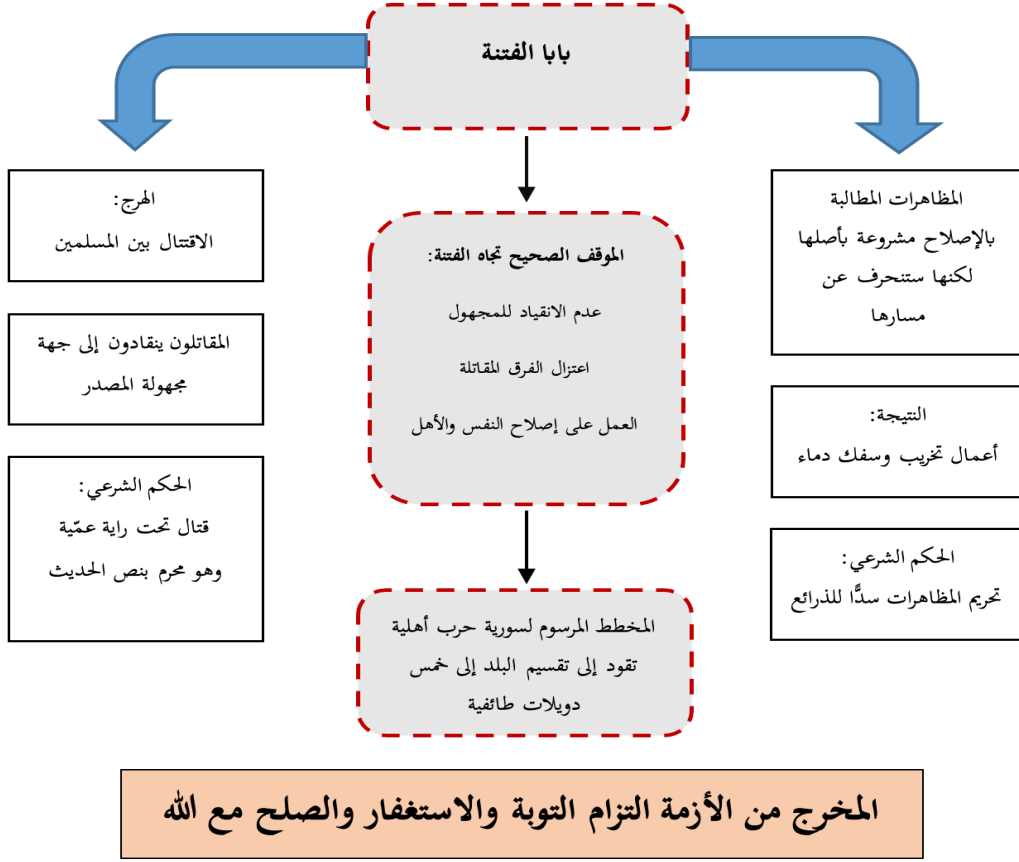 بابا الفتنة
المظاهرات المطالبة
بالإصلاح مشروعة بأصلها
لكنها ستنحرف عن
مسارها
النتيجة:
أعمال تخريب وسفك دماء
الحكم الشرعي:
تحريم المظاهرات سدًّا للذرائع
الموقف الصحيح تجاه الفتنة:
عدم الانقياد للمجهول
اعتزال الفرق المقاتلة
العمل على إصلاح النفس والأهل
المخطط المرسوم لسورية حرب أهلية
تقود إلى تقسيم البلد إلى خمس
دويلات طائفية
الهرج:
الاقتتال بين المسلمين
المقاتلون ينقادون إلى جهة
مجهولة المصدر
الحكم الشرعي:
قتال تحت راية عمّية
وهو محرم بنص الحديث
المخرج من الأزمة التزام التوبة والاستغفار والصلح مع الله